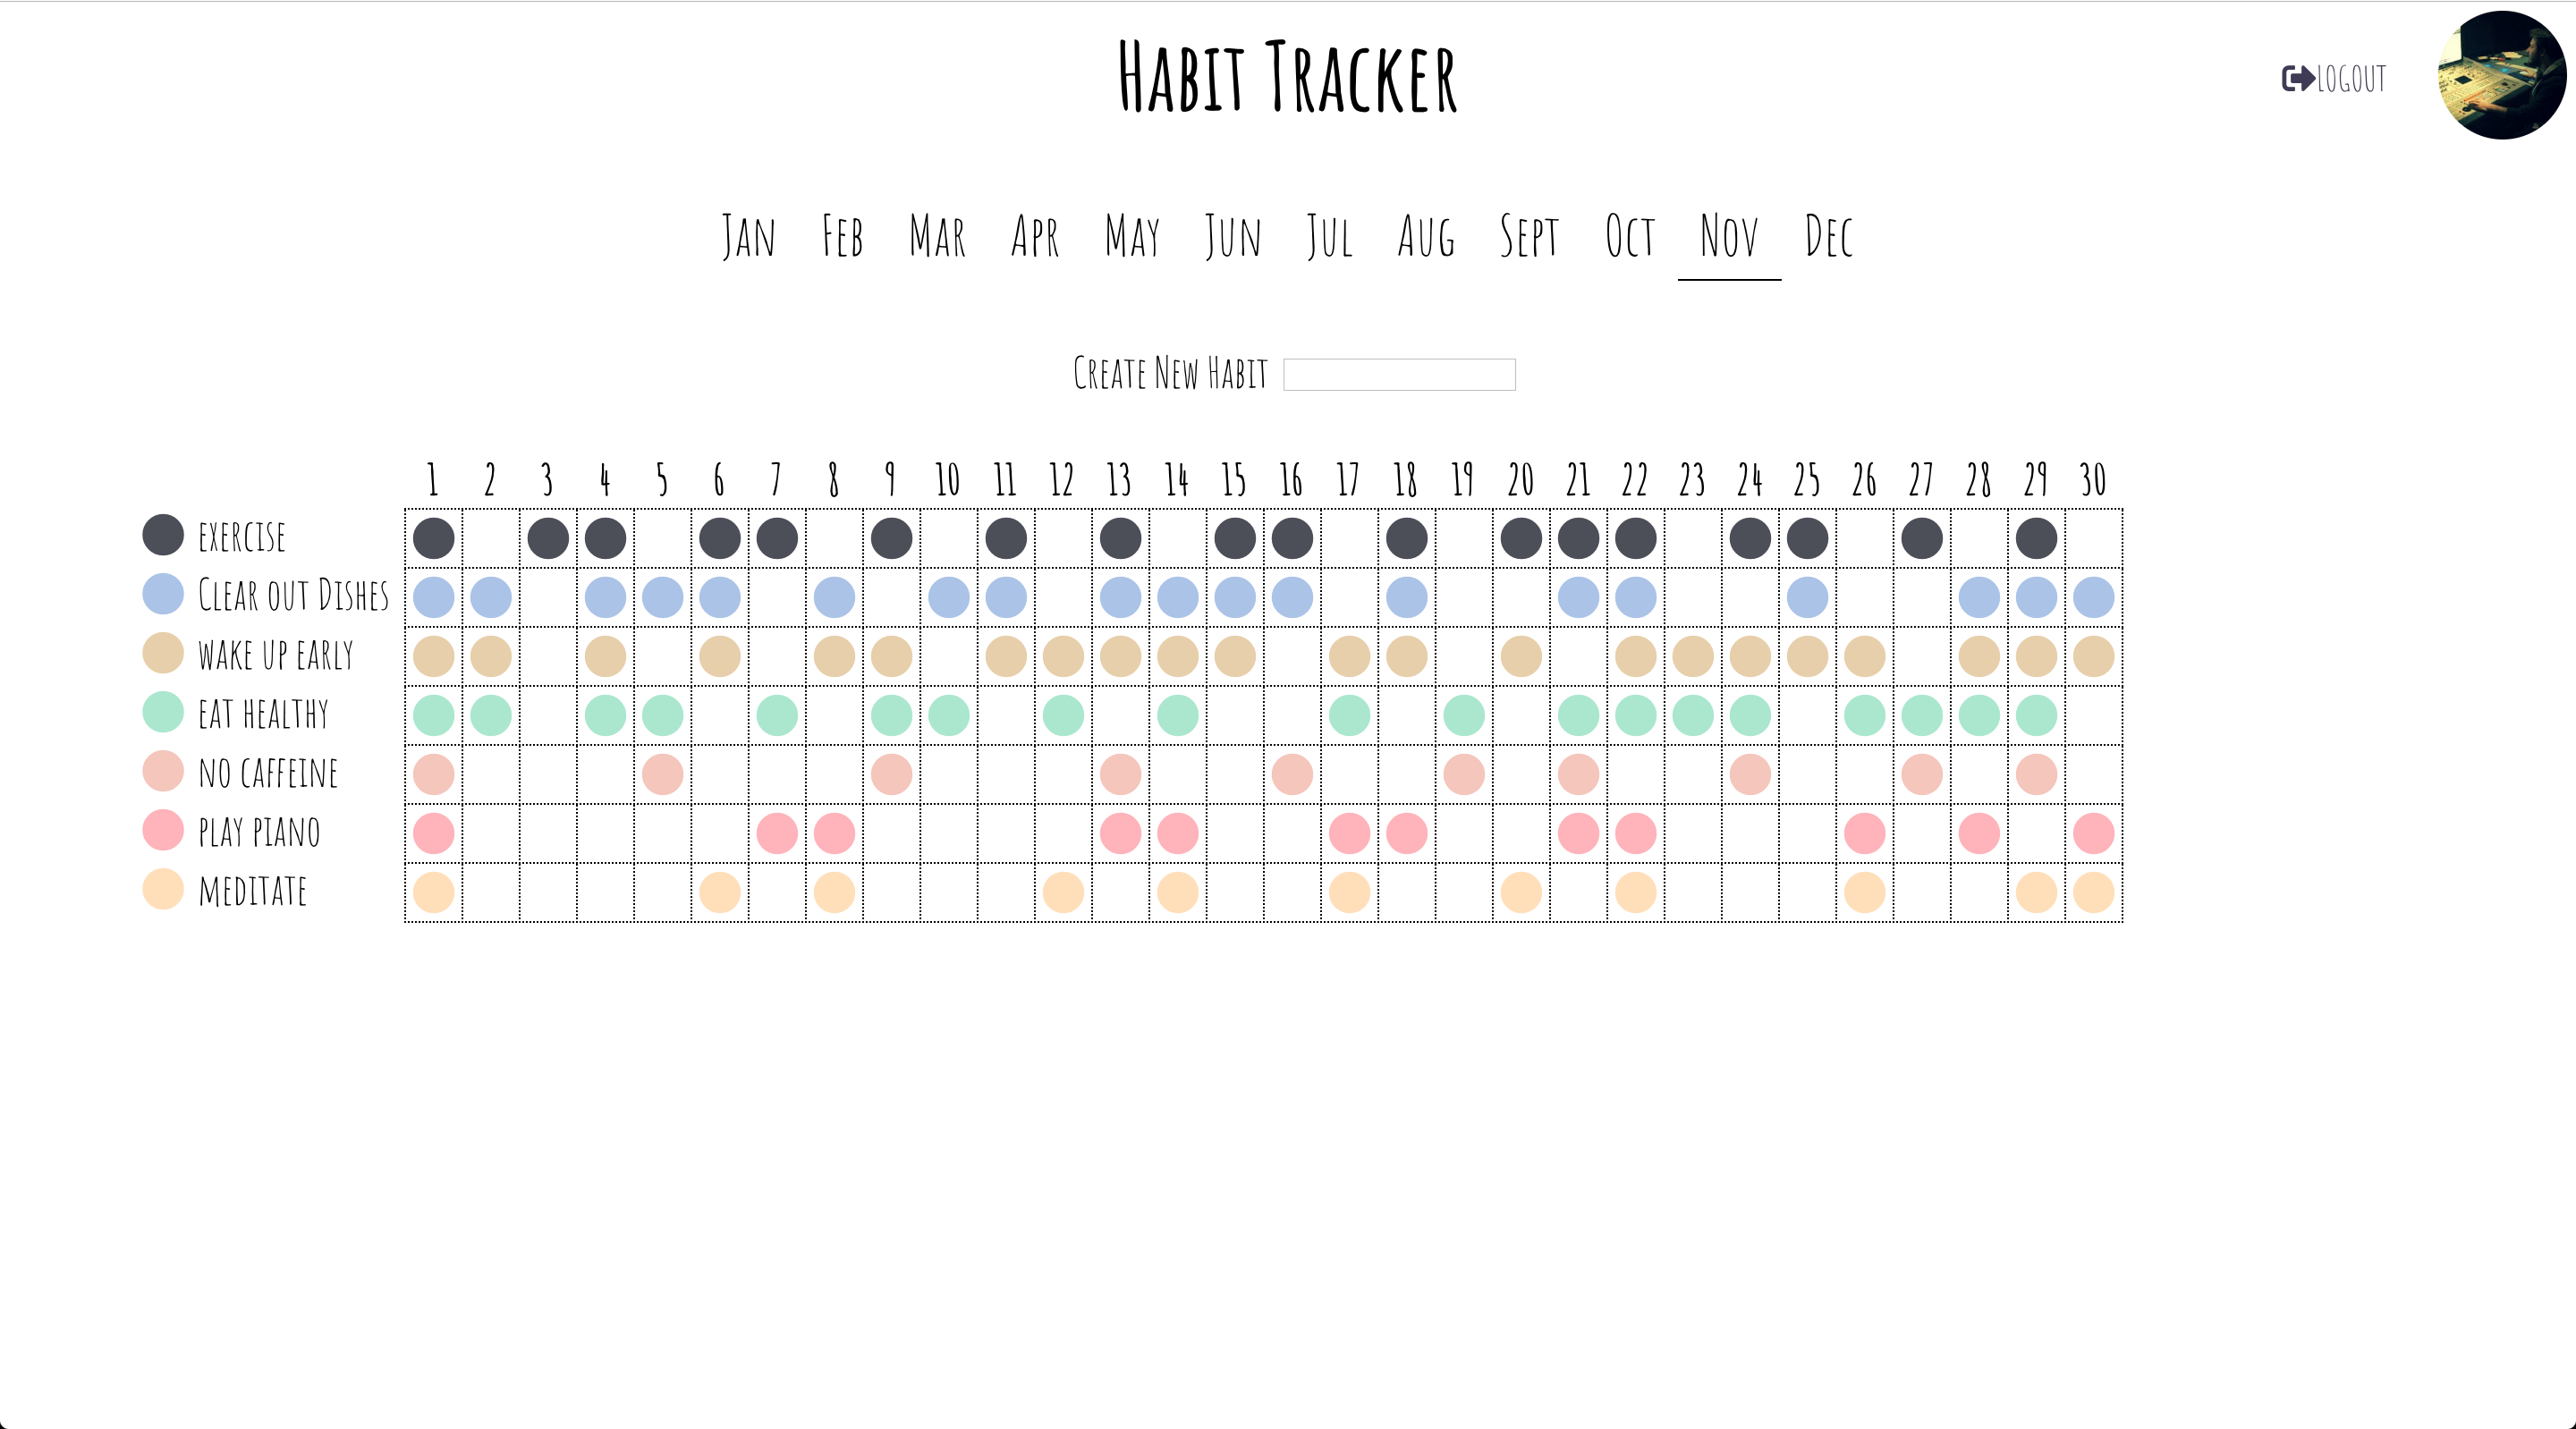 Habit Tracker
Logout
Jan Feb Mar Apr May Jun Jul Aug Sept Oct Nov Dec
Create New Habit
1 2 3 4 5 6 7 8 9 10 11 12 13 14 15 16 17 18 19 20 21 22 23 24 25 26 27 28 29 30
exercise
Clear out Dishes
wake up early
eat healthy
no caffeine
play piano
meditate